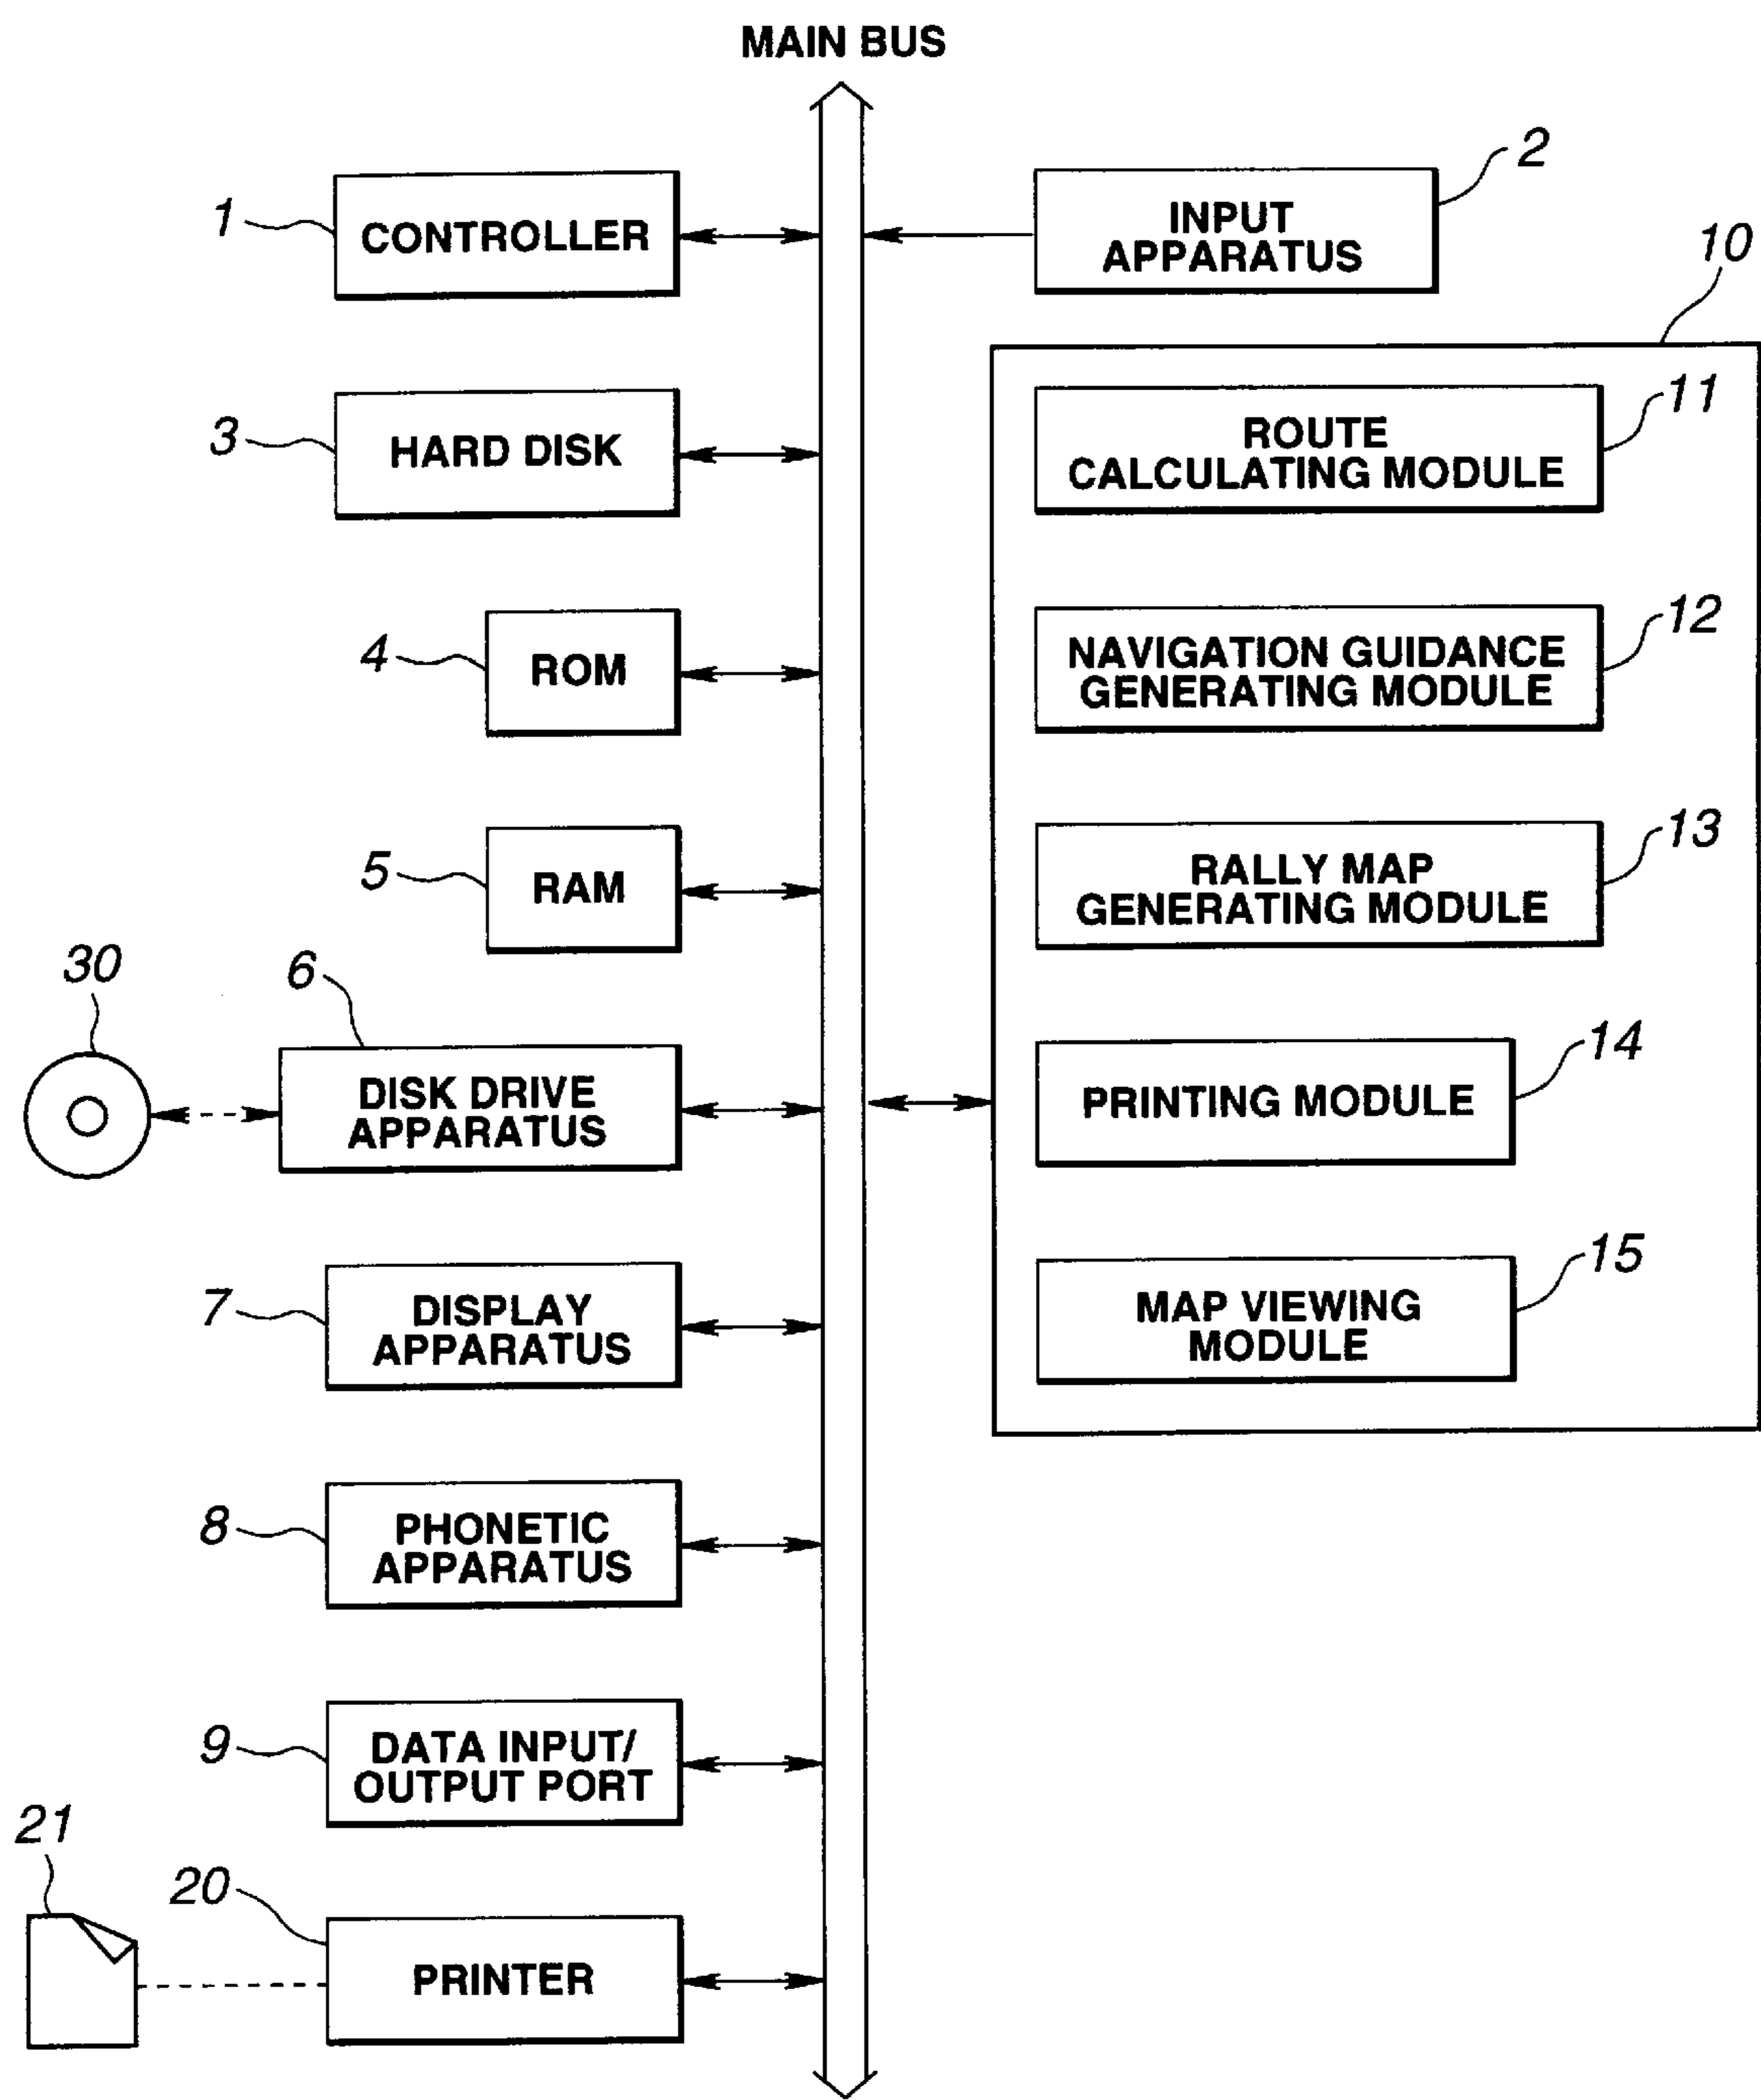 MAIN BUS
1
CONTROLLER
2
INPUT
APPARATUS
10
3
HARD DISK
11
ROUTE
CALCULATING MODULE
4
ROM
12
NAVIGATION GUIDANCE
GENERATING MODULE
5
RAM
13
RALLY MAP
GENERATING MODULE
30
6
DISK DRIVE
APPARATUS
14
PRINTING MODULE
7
DISPLAY
APPARATUS
15
MAP VIEWING
MODULE
8
PHONETIC
APPARATUS
9
DATA INPUT/
OUTPUT PORT
21
20
PRINTER